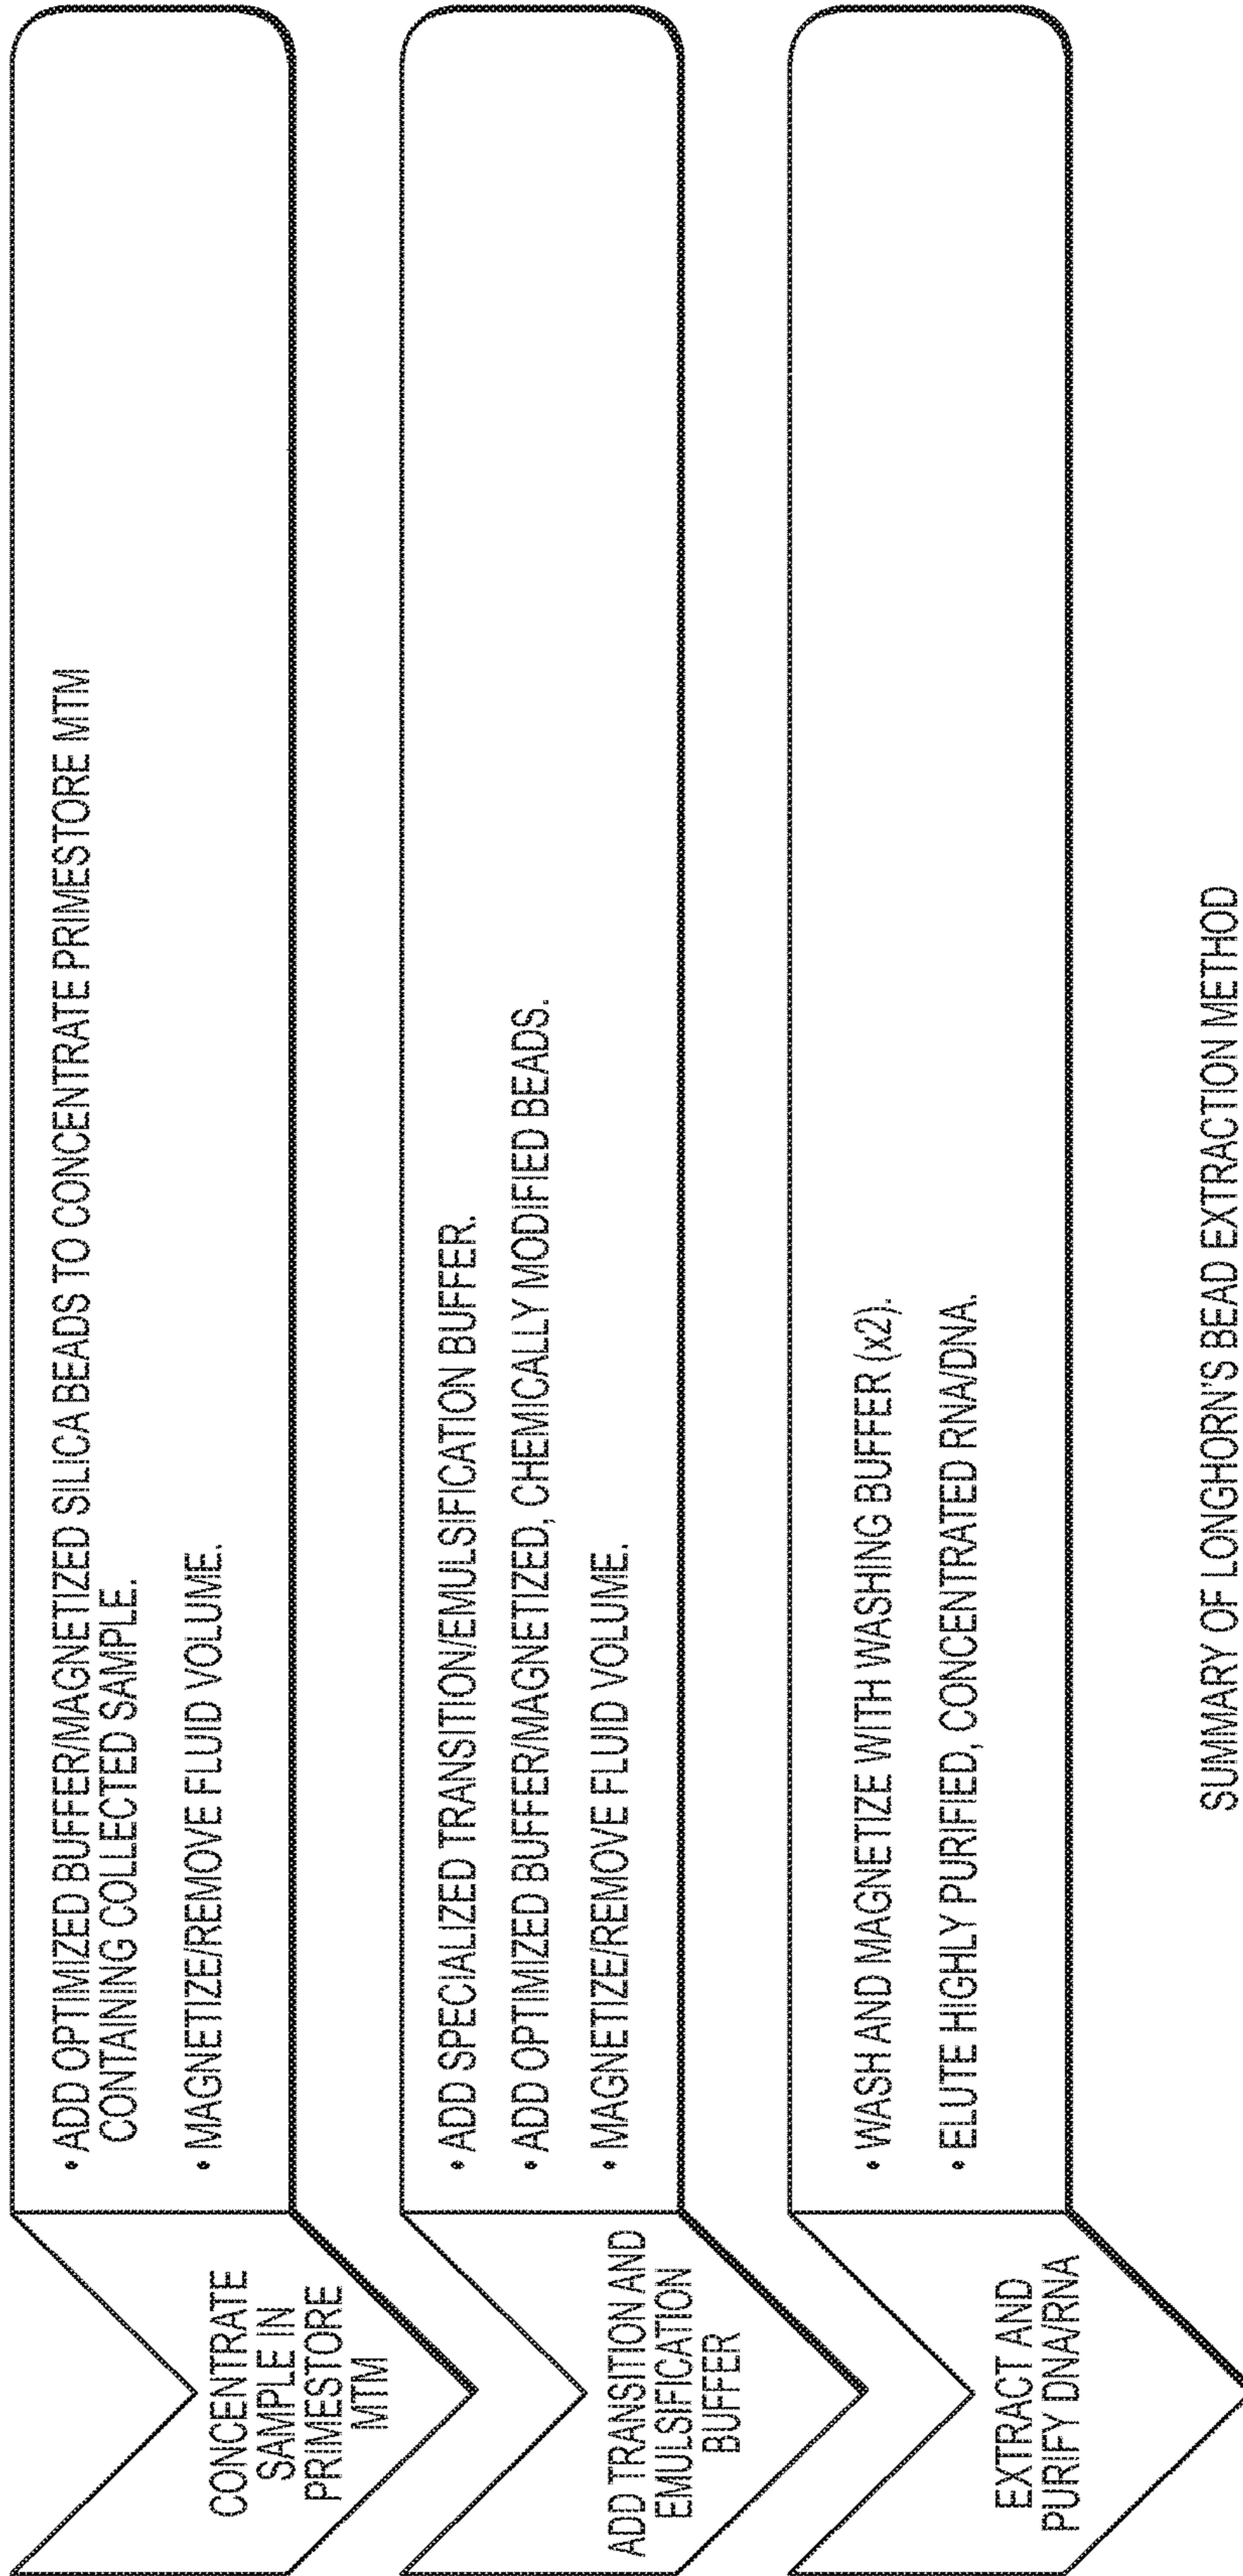 CONCENTRATE
SAMPLE IN
PRIMESTORE
MTM
• ADD OPTIMIZED BUFFER/MAGNETIZED SILICA BEADS TO CONCENTRATE PRIMESTORE MTM
CONTAINING COLLECTED SAMPLE.
• MAGNETIZE/REMOVE FLUID VOLUME.
ADD TRANSITION AND
EMULSIFICATION
BUFFER
• ADD SPECIALIZED TRANSITION/EMULSIFICATION BUFFER.
• ADD OPTIMIZED BUFFER/MAGNETIZED, CHEMICALLY MODIFIED BEADS.
• MAGNETIZE/REMOVE FLUID VOLUME.
EXTRACT AND
PURIFY DNA/RNA
• WASH AND MAGNETIZE WITH WASHING BUFFER (x2).
• ELUTE HIGHLY PURIFIED, CONCENTRATED RNA/DNA.
SUMMARY OF LONGHORN'S BEAD EXTRACTION METHOD